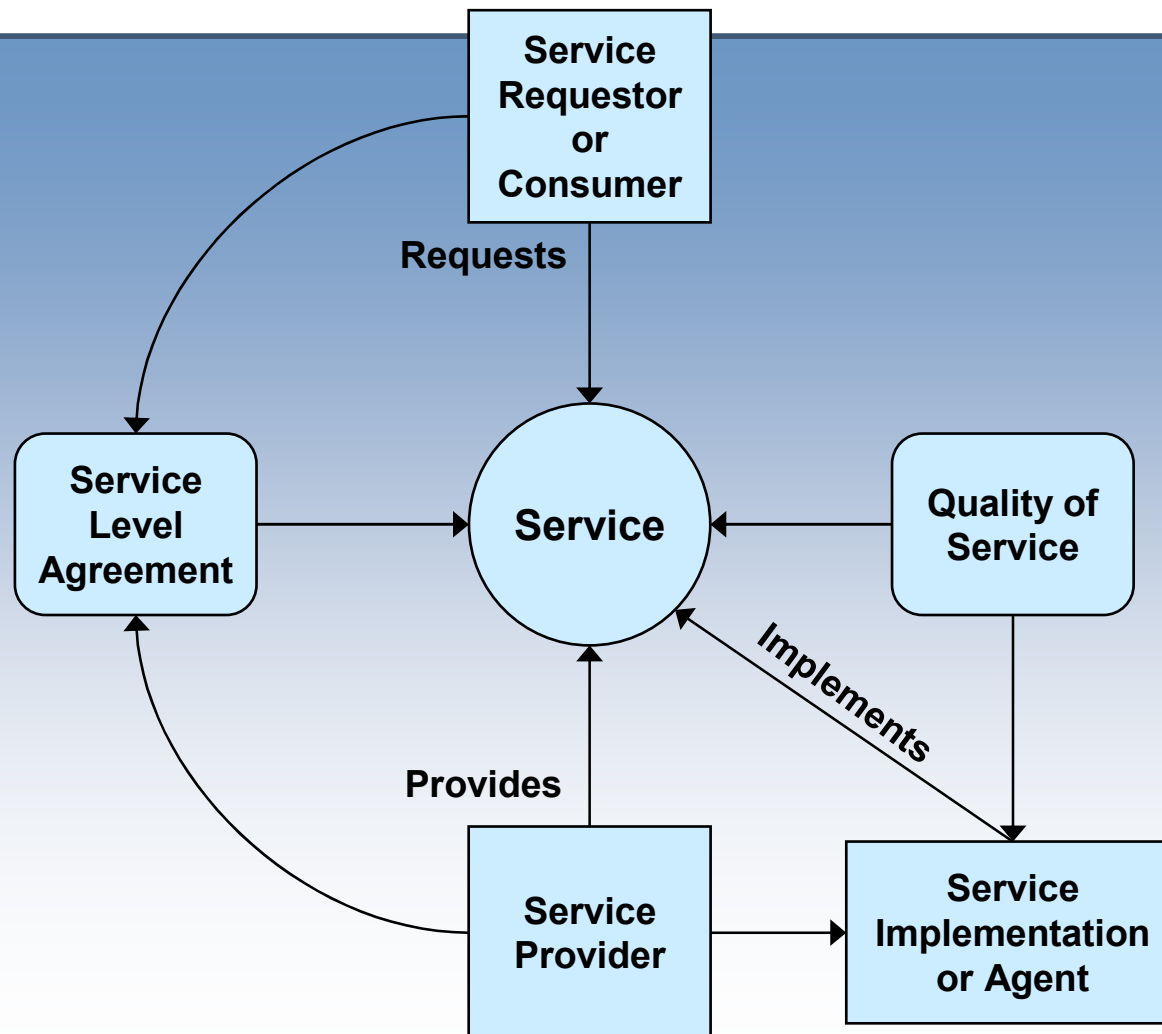 Service
Requestor
or
Consumer
Requests
Service
Level
Agreement
Service
Quality of
Service
Implements
Provides
Service
Provider
Service
Implementation
or Agent